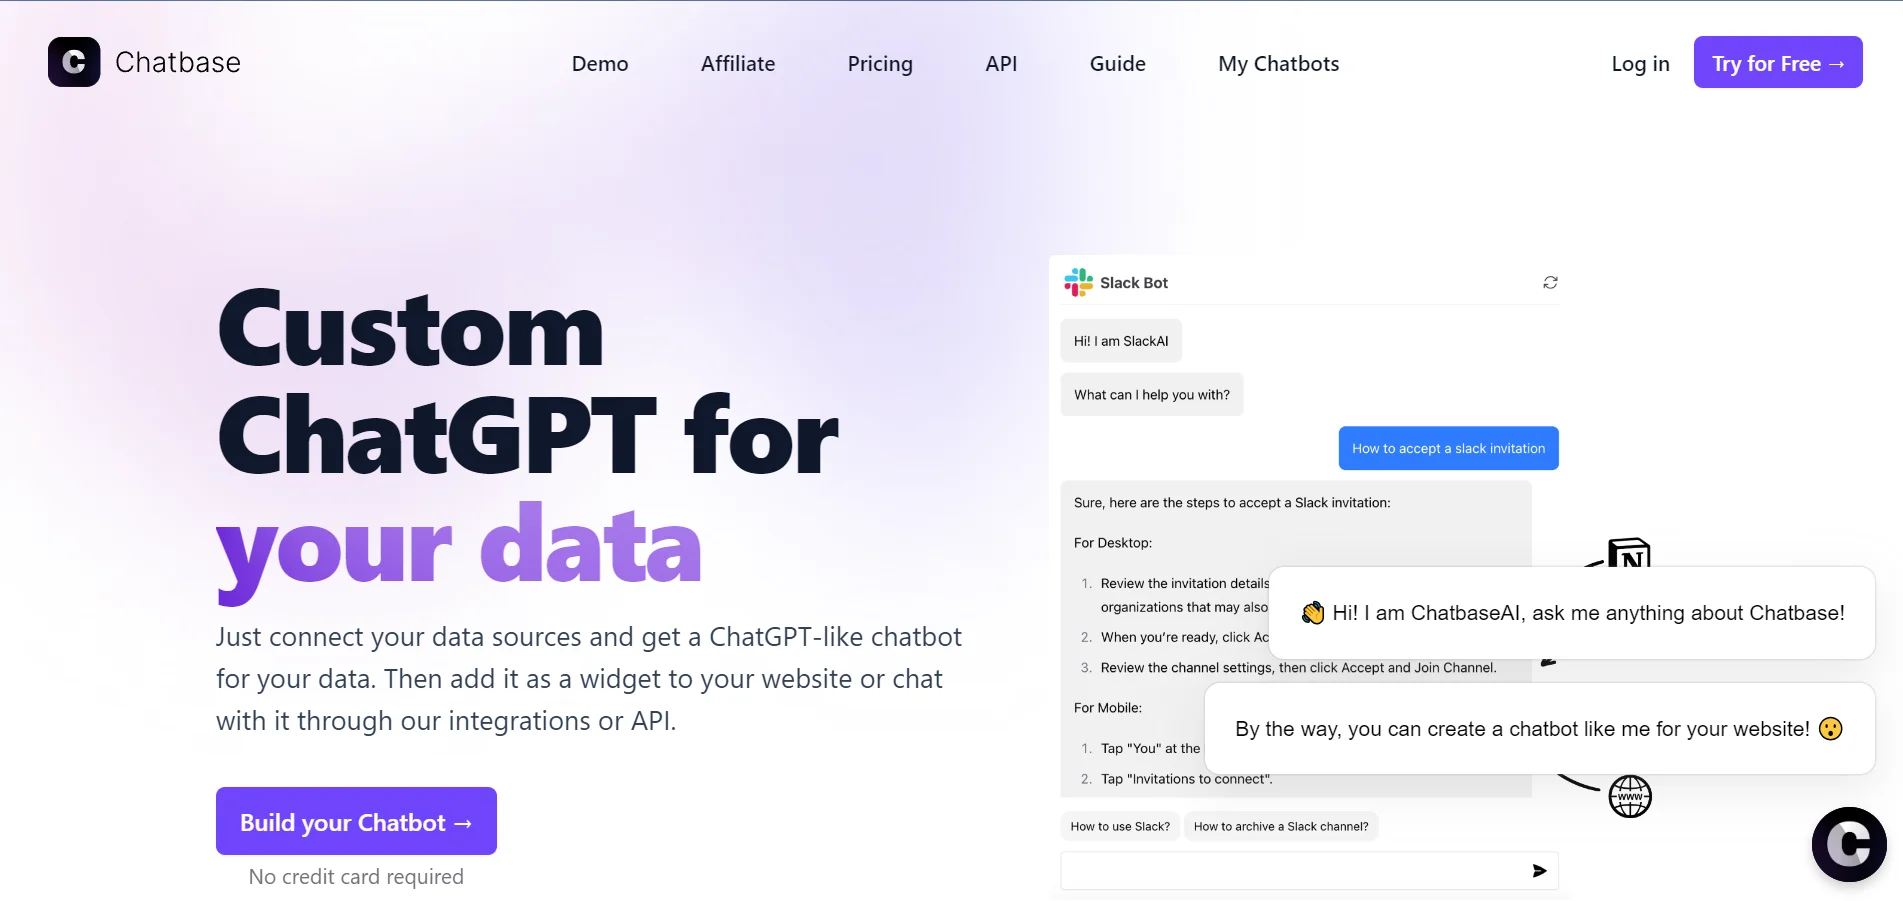 C Chatbase
Demo
Affiliate
Pricing
API
Guide
My Chatbots
Log in
Try for Free →
Custom
ChatGPT for
your data
Just connect your data sources and get a ChatGPT-like chatbot
for your data. Then add it as a widget to your website or chat
with it through our integrations or API.
Build your Chatbot →
No credit card required
Slack Bot
Hi! I am SlackAI
What can I help you with?
How to accept a slack invitation
Sure, here are the steps to accept a Slack invitation:
For Desktop:
1. Review the invitation details
organizations that may also
2. When you're ready, click Ac
3. Review the channel settings, then click Accept and Join Channel.
For Mobile:
1. Tap "You" at the
2. Tap "Invitations to connect".
How to use Slack?
How to archive a Slack channel?
N
👋 Hi! I am ChatbaseAI, ask me anything about Chatbase!
By the way, you can create a chatbot like me for your website! 😮
www
C